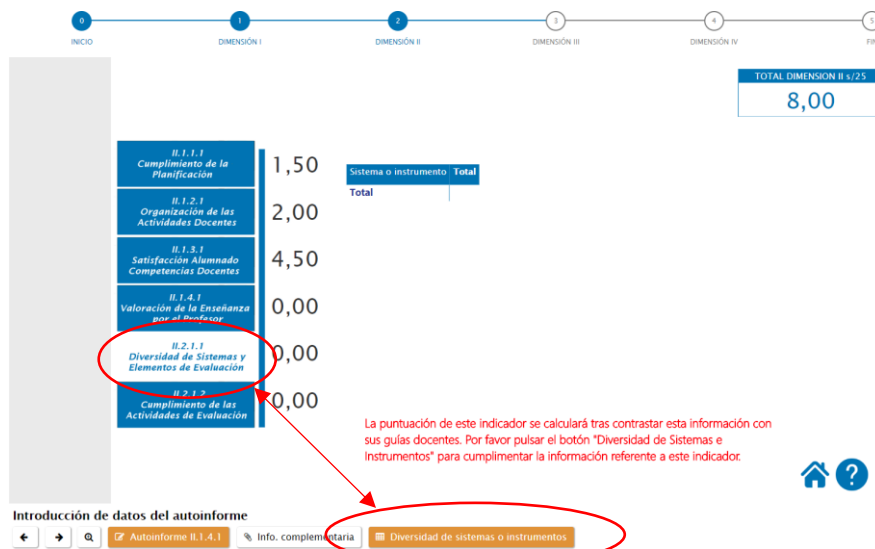 0 1 2 3 4 5
INICIO DIMENSIÓN I DIMENSIÓN II DIMENSIÓN III DIMENSIÓN IV FIN
TOTAL DIMENSION II s/25
8,00
II.1.1.1
Cumplimiento de la
Planificación
1,50
II.1.2.1
Organización de las
Actividades Docentes
2,00
II.1.3.1
Satisfacción Alumnado
Competencias Docentes
4,50
II.1.4.1
Valoración de la Enseñanza
por el Profesor
0,00
II.2.1.1
Diversidad de Sistemas y
Elementos de Evaluación
0,00
II.2.1.2
Cumplimiento de las
Actividades de Evaluación
0,00
Sistema o instrumento Total
Total
La puntuación de este indicador se calculará tras contrastar esta información con
sus guías docentes. Por favor pulsar el botón "Diversidad de Sistemas e
Instrumentos" para cumplimentar la información referente a este indicador.
?
Introducción de datos del autoinforme
Autoinforme II.1.4.1 Info. complementaria Diversidad de sistemas o instrumentos